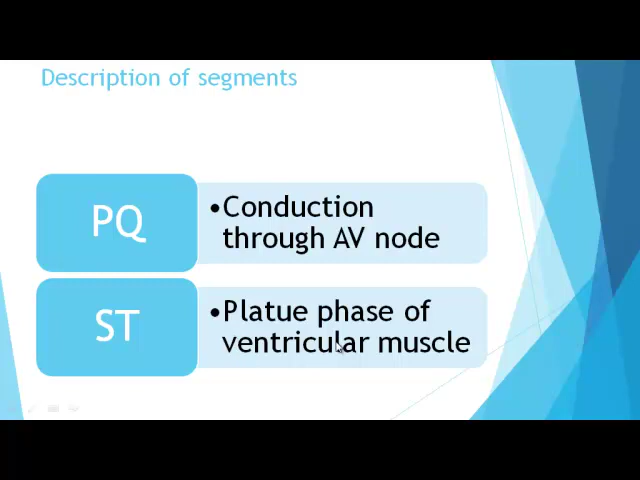 Description of segments
PQ
•Conduction
through AV node
ST
•Platue phase of
ventricular muscle